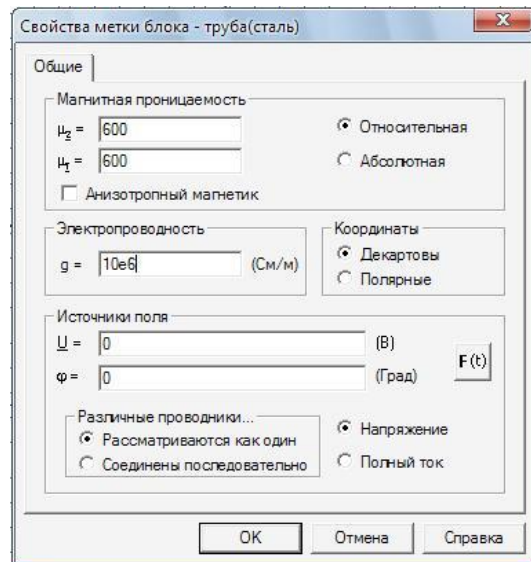 Свойства метки блока - труба(сталь)
Общие
Магнитная проницаемость
μz = 600
μr = 600
Относительная
Абсолютная
Анизотропный магнетик
Электропроводность
g = 10e6 (См/м)
Координаты
Декартовы
Полярные
Источники поля
U = 0 (В)
φ = 0 (Град)
F(t)
Различные проводники...
Рассматриваются как один
Соединены последовательно
Напряжение
Полный ток
OK Отмена Справка